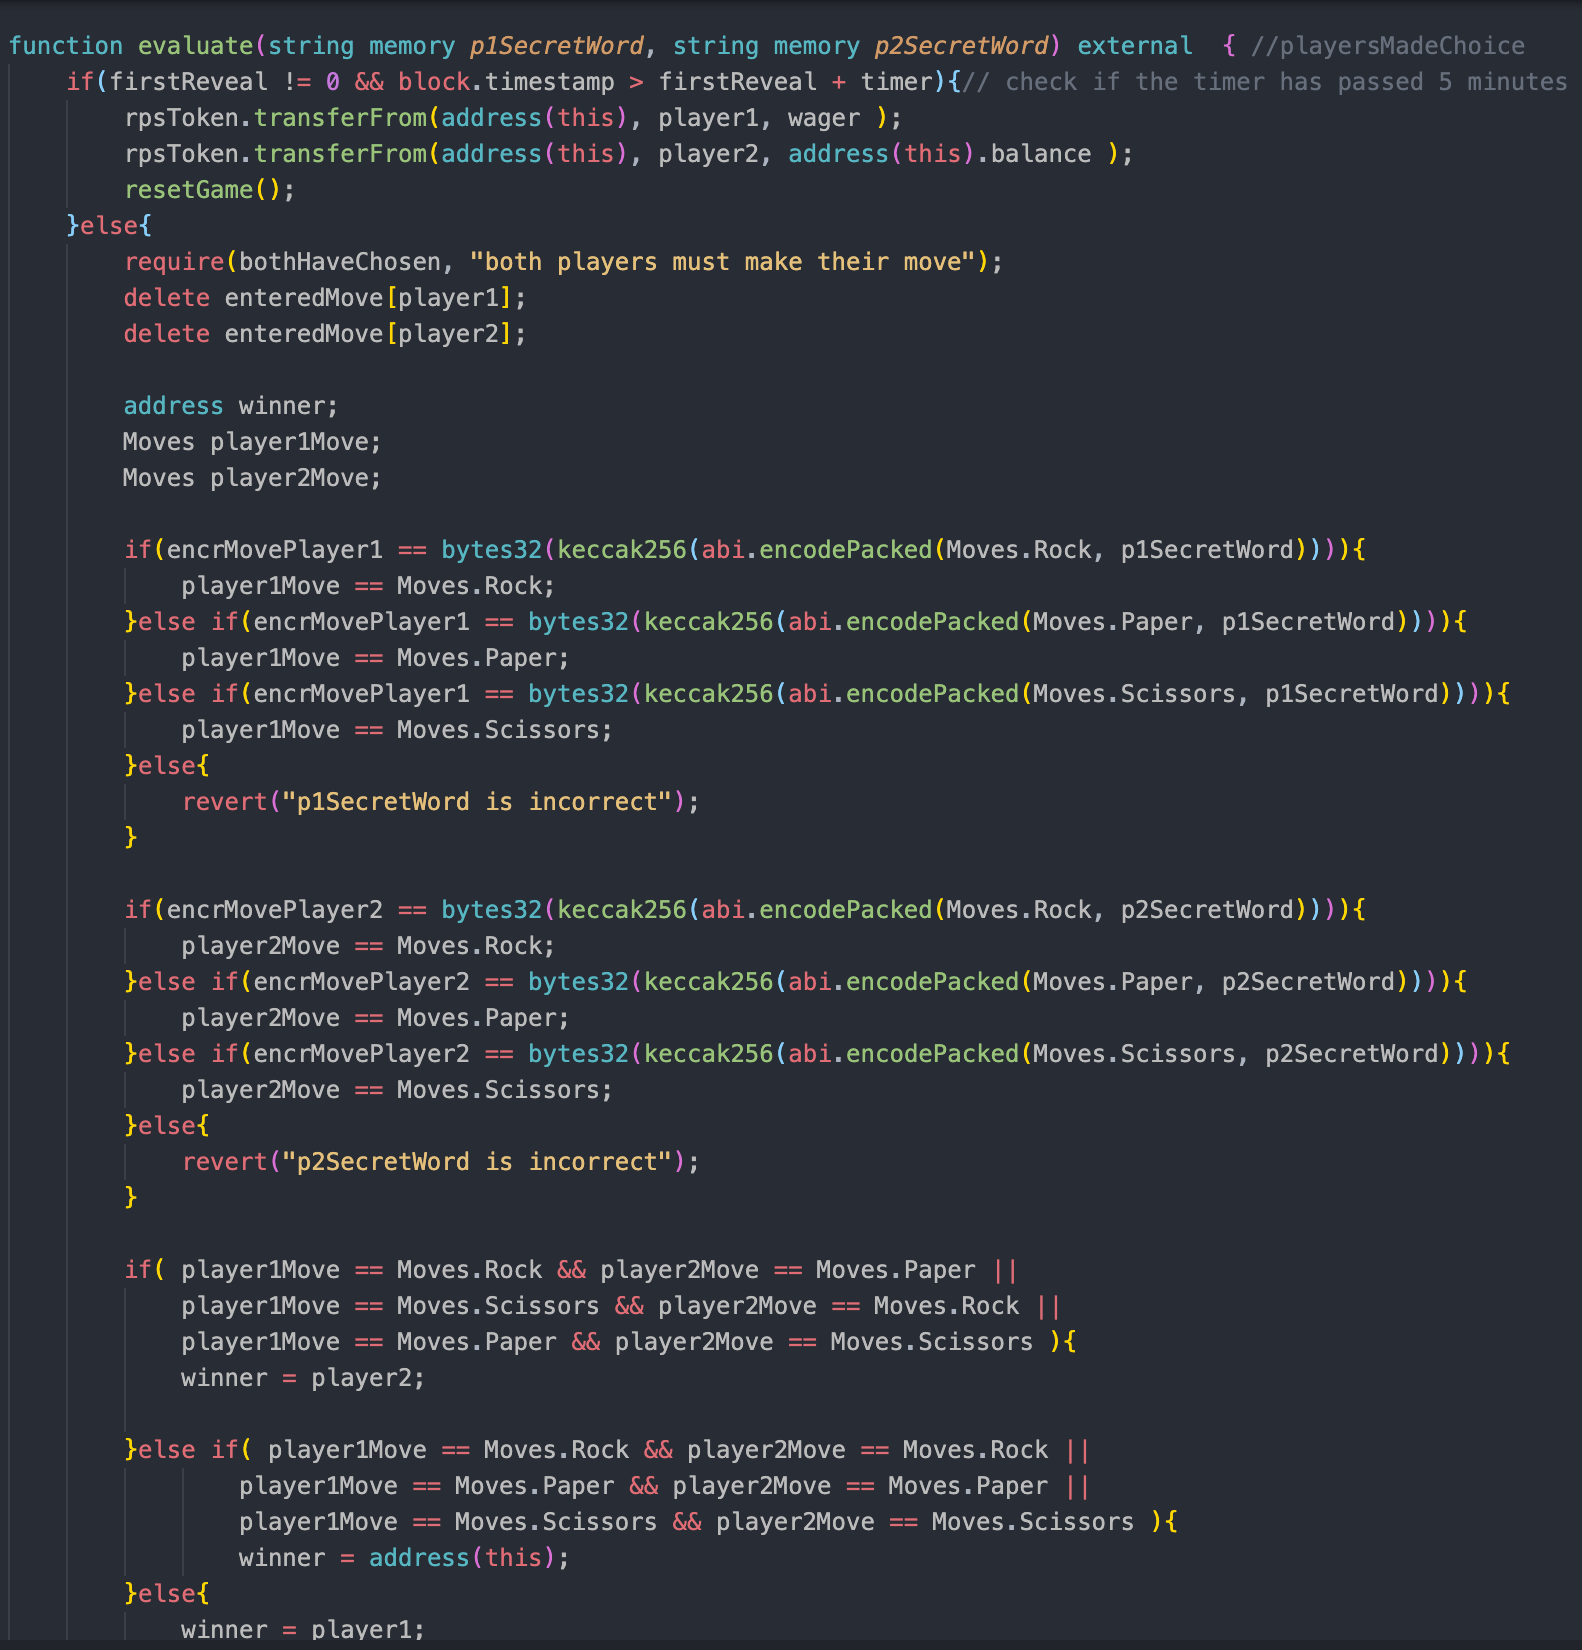 function evaluate(string memory p1SecretWord, string memory p2SecretWord) external  { //playersMadeChoice
    if(firstReveal != 0 && block.timestamp > firstReveal + timer){// check if the timer has passed 5 minutes
        rpsToken.transferFrom(address(this), player1, wager );
        rpsToken.transferFrom(address(this), player2, address(this).balance );
        resetGame();
    }else{
        require(bothHaveChosen, "both players must make their move");
        delete enteredMove[player1];
        delete enteredMove[player2];

        address winner;
        Moves player1Move;
        Moves player2Move;

        if(encrMovePlayer1 == bytes32(keccak256(abi.encodePacked(Moves.Rock, p1SecretWord)))){
            player1Move == Moves.Rock;
        }else if(encrMovePlayer1 == bytes32(keccak256(abi.encodePacked(Moves.Paper, p1SecretWord)))){
            player1Move == Moves.Paper;
        }else if(encrMovePlayer1 == bytes32(keccak256(abi.encodePacked(Moves.Scissors, p1SecretWord)))){
            player1Move == Moves.Scissors;
        }else{
            revert("p1SecretWord is incorrect");
        }

        if(encrMovePlayer2 == bytes32(keccak256(abi.encodePacked(Moves.Rock, p2SecretWord)))){
            player2Move == Moves.Rock;
        }else if(encrMovePlayer2 == bytes32(keccak256(abi.encodePacked(Moves.Paper, p2SecretWord)))){
            player2Move == Moves.Paper;
        }else if(encrMovePlayer2 == bytes32(keccak256(abi.encodePacked(Moves.Scissors, p2SecretWord)))){
            player2Move == Moves.Scissors;
        }else{
            revert("p2SecretWord is incorrect");
        }

        if( player1Move == Moves.Rock && player2Move == Moves.Paper ||
            player1Move == Moves.Scissors && player2Move == Moves.Rock ||
            player1Move == Moves.Paper && player2Move == Moves.Scissors ){
            winner = player2;

        }else if( player1Move == Moves.Rock && player2Move == Moves.Rock ||
                player1Move == Moves.Paper && player2Move == Moves.Paper ||
                player1Move == Moves.Scissors && player2Move == Moves.Scissors ){
                winner = address(this);
        }else{
            winner = player1;